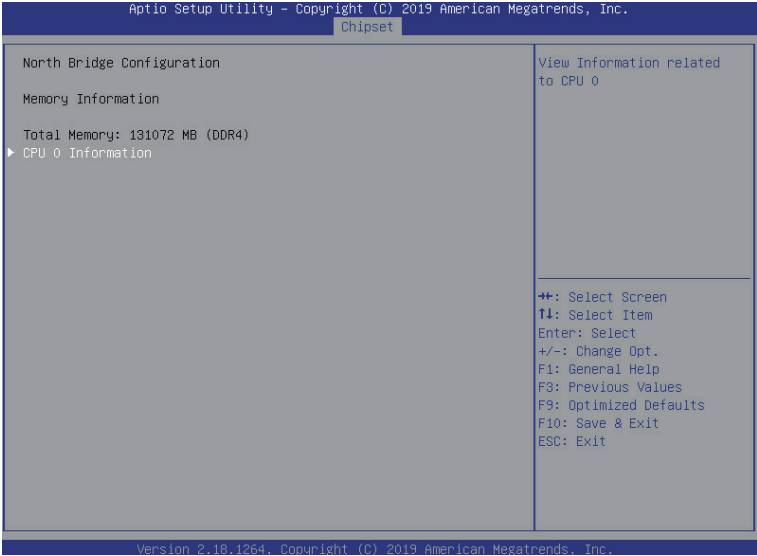 Aptio Setup Utility – Copyright (C) 2019 American Megatrends, Inc.
Chipset
North Bridge Configuration
Memory Information
Total Memory: 131072 MB (DDR4)
CPU 0 Information
View Information related
to CPU 0
→←: Select Screen
↑↓: Select Item
Enter: Select
+/-: Change Opt.
F1: General Help
F3: Previous Values
F9: Optimized Defaults
F10: Save & Exit
ESC: Exit
Version 2.18.1264. Copyright (C) 2019 American Megatrends, Inc.